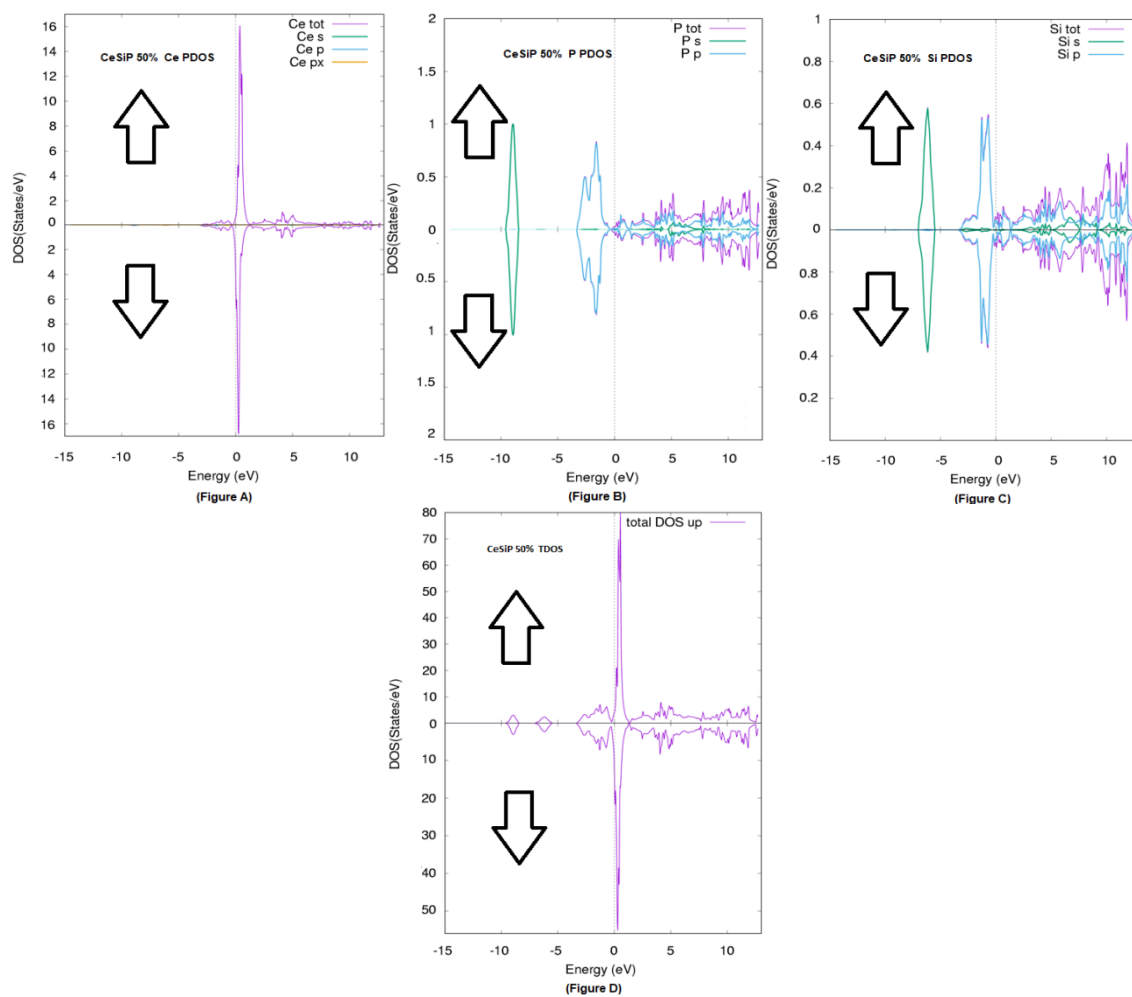 16
14
12
10
8
6
4
2
0
2
4
6
8
10
12
14
16
DOS(States/eV)
Ce tot
Ce s
Ce p
Ce px
CeSiP 50% Ce PDOS
-15 -10 -5 0 5 10
Energy (eV)
(Figure A)
2
1.5
1
0.5
0
0.5
1
1.5
2
DOS(States/eV)
P tot
P s
P p
CeSiP 50% P PDOS
-15 -10 -5 0 5 10
Energy (eV)
(Figure B)
1
0.8
0.6
0.4
0.2
0
0.2
0.4
0.6
0.8
0.2
DOS(States/eV)
Si tot
Si s
Si p
CeSiP 50% Si PDOS
-15 -10 -5 0 5 10
Energy (eV)
(Figure C)
80
70
60
50
40
30
20
10
0
10
20
30
40
50
DOS(States/eV)
total DOS up
CeSiP 50% TDOS
-15 -10 -5 0 5 10
Energy (eV)
(Figure D)